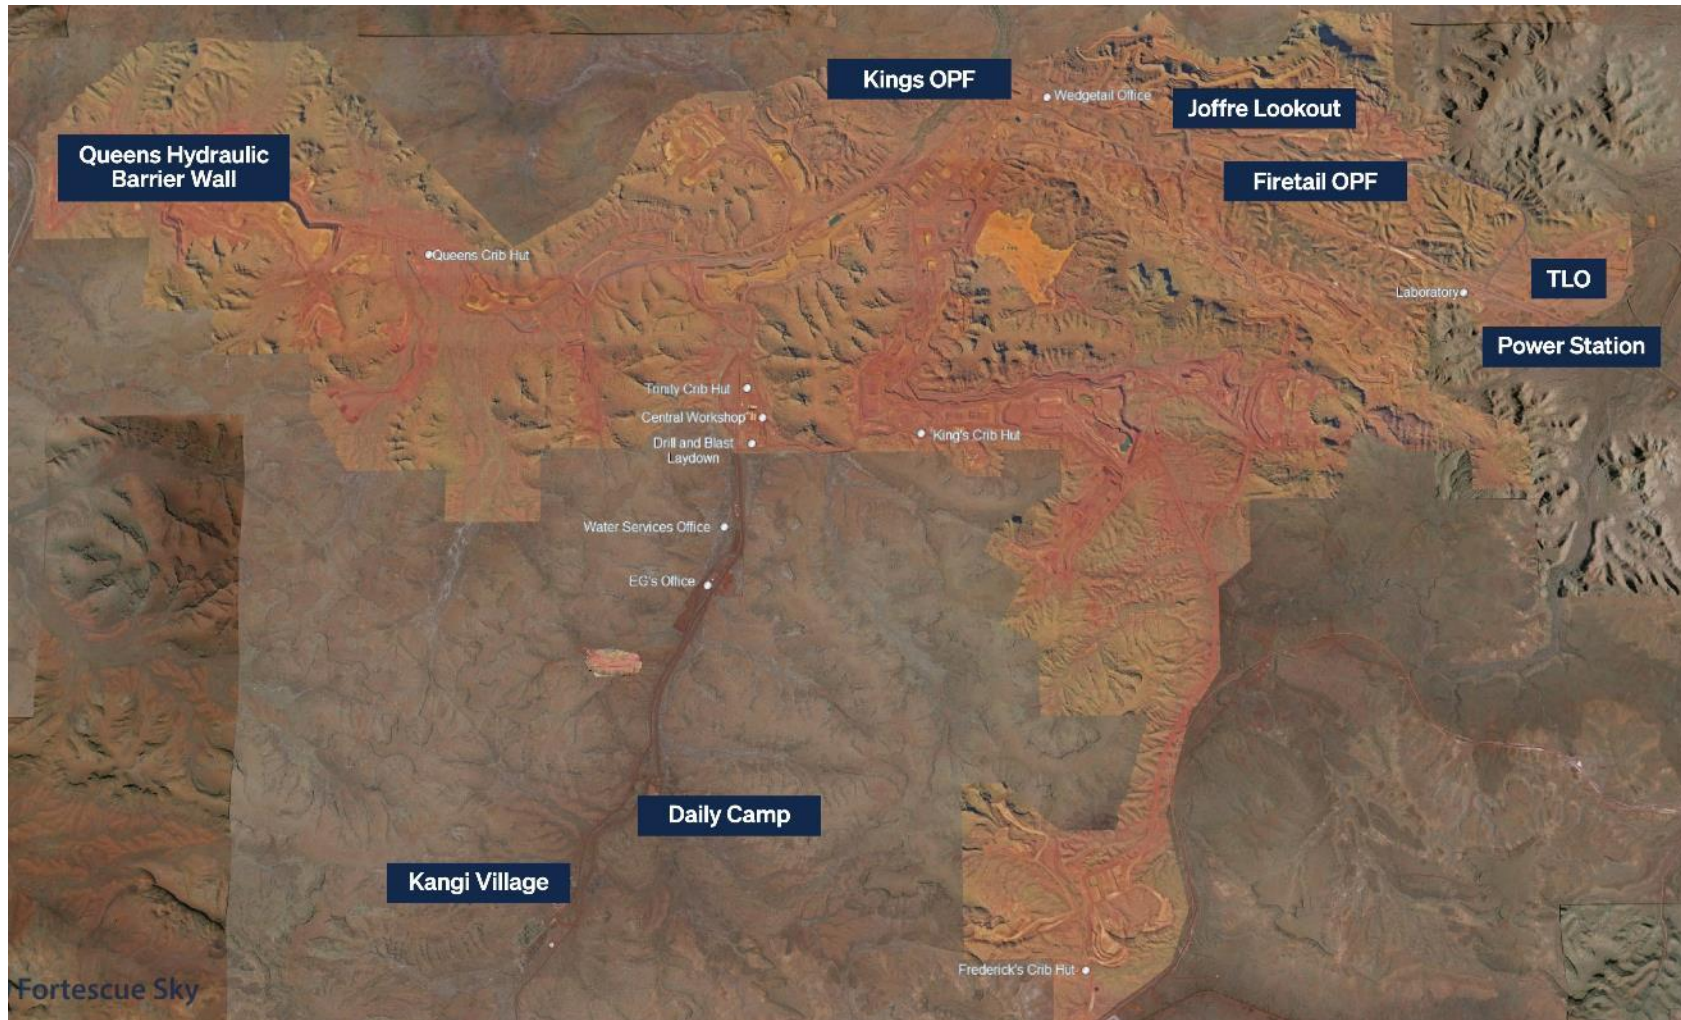 Kings OPF
Wedgetail Office
Joffre Lookout
Queens Hydraulic
Barrier Wall
Firetail OPF
Queens Crib Hut
TLO
Laboratory
Power Station
Trinity Crib Hut
Central Workshop
Drill and Blast
Laydown
King's Crib Hut
Water Services Office
EG's Office
Daily Camp
Kangi Village
Frederick's Crib Hut
Fortescue Sky